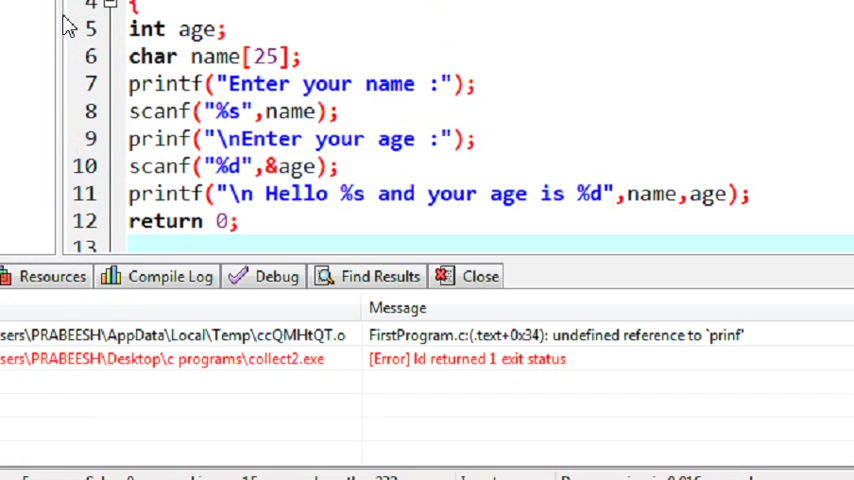 4 {
5 int age;
6 char name[25];
7 printf("Enter your name :");
8 scanf("%s",name);
9 prinf("\nEnter your age :");
10 scanf("%d",&age);
11 printf("\n Hello %s and your age is %d",name,age);
12 return 0;
13
Resources Compile Log Debug Find Results Close
Message
sers\PRABEESH\AppData\Local\Temp\ccQMHtQT.o FirstProgram.c:(.text+0x34): undefined reference to `prinf'
sers\PRABEESH\Desktop\c programs\collect2.exe [Error] ld returned 1 exit status